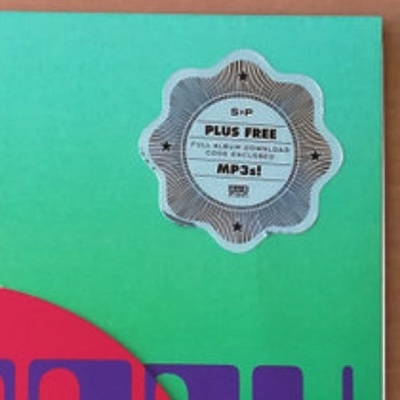 S·P
PLUS FREE
FULL ALBUM DOWNLOAD
CODE ENCLOSED
MP3s!